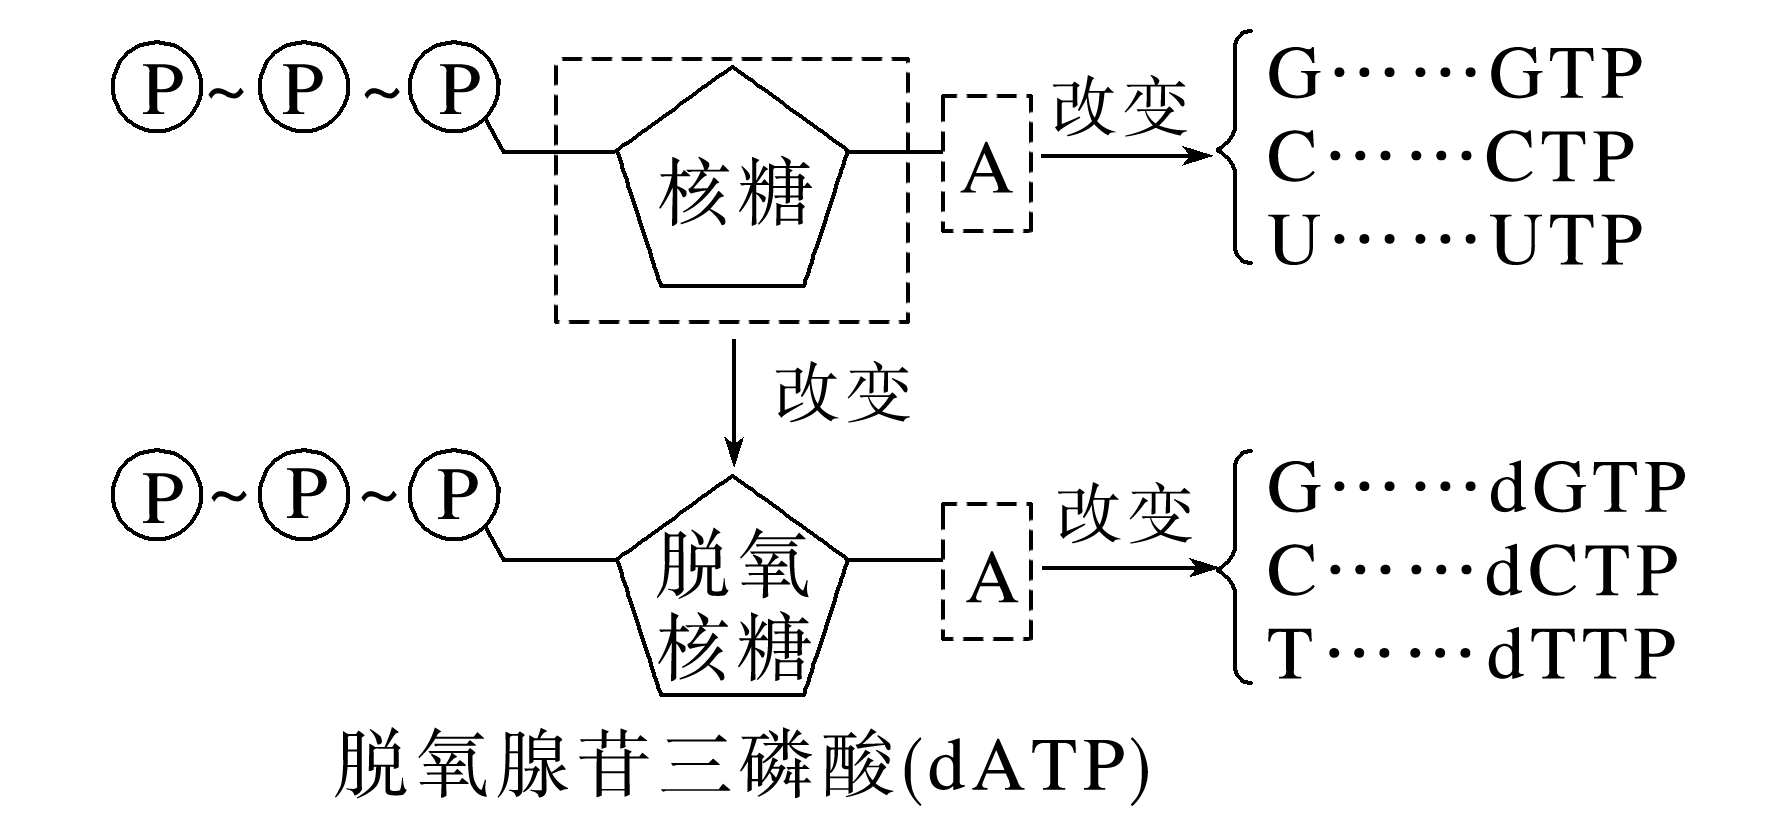 P~P~P 核糖 A 改变 G……GTP
C……CTP
U……UTP
改变
P~P~P 脱氧核糖 A 改变 G……dGTP
C……dCTP
T……dTTP
脱氧腺苷三磷酸(dATP)